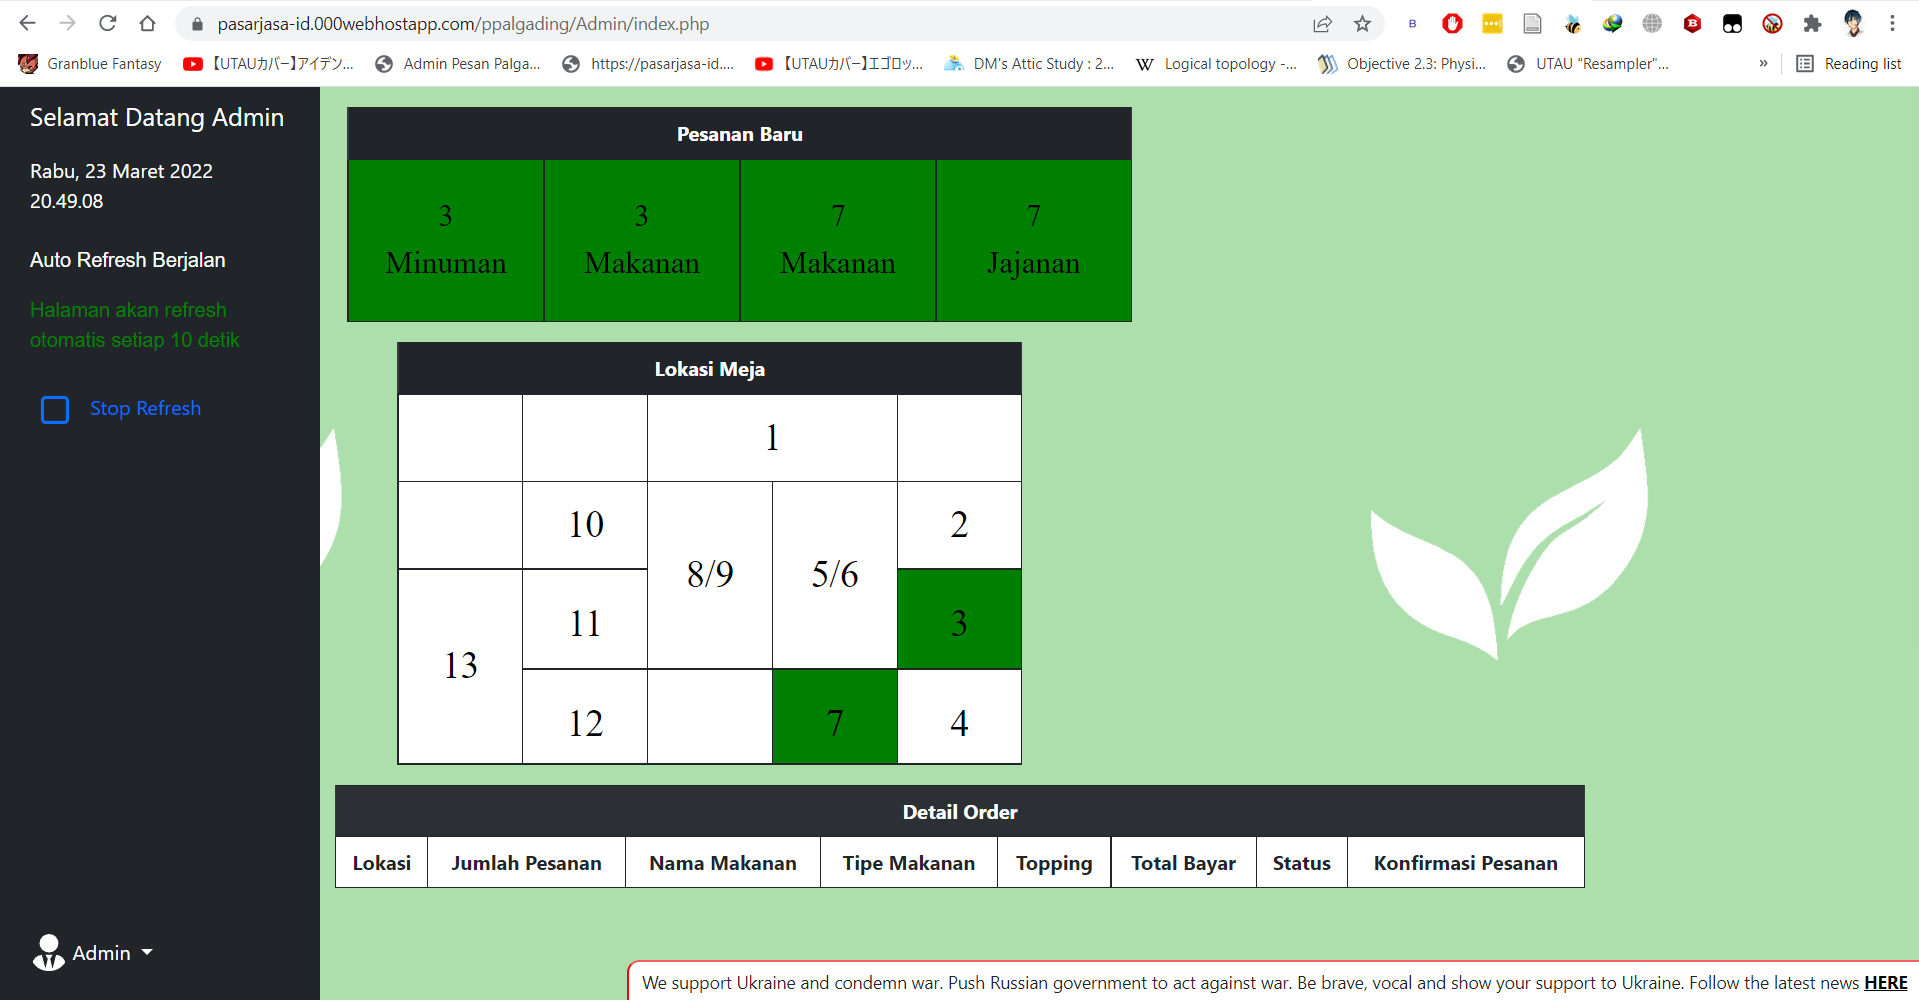 pasarjasa-id.000webhostapp.com/ppalgading/Admin/index.php
Granblue Fantasy
【UTAUカバー】アイデン...
Admin Pesan Palga...
https://pasarjasa-id....
【UTAUカバー】エゴロッ...
DM's Attic Study : 2...
Logical topology -...
Objective 2.3: Physi...
UTAU "Resampler"...
»
Reading list
Selamat Datang Admin
Rabu, 23 Maret 2022
20.49.08
Auto Refresh Berjalan
Halaman akan refresh
otomatis setiap 10 detik
Stop Refresh
Admin
Pesanan Baru
3 3 7 7
Minuman Makanan Makanan Jajanan
Lokasi Meja
1
10 2
8/9 5/6
11 3
13
12 7 4
Detail Order
Lokasi Jumlah Pesanan Nama Makanan Tipe Makanan Topping Total Bayar Status Konfirmasi Pesanan
We support Ukraine and condemn war. Push Russian government to act against war. Be brave, vocal and show your support to Ukraine. Follow the latest news HERE